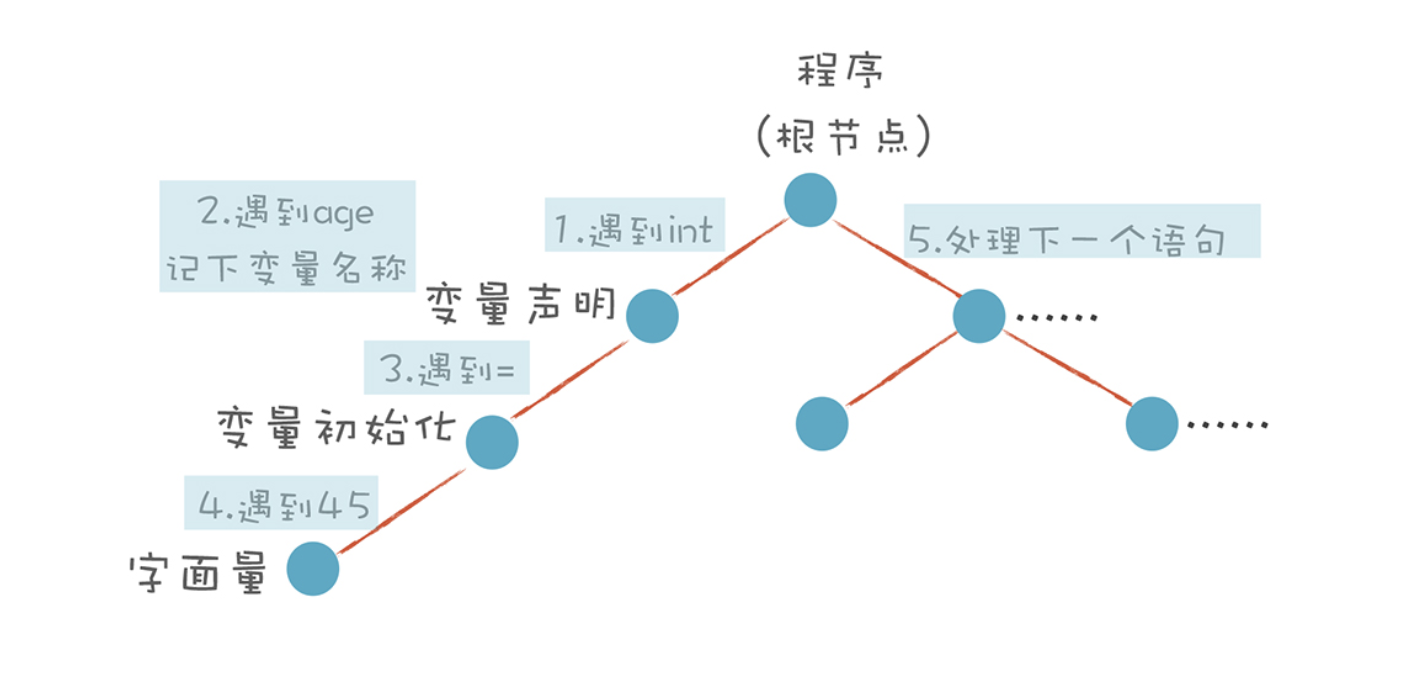 程序
(根节点)
1.遇到int
2.遇到age
记下变量名称
变量声明
3.遇到=
变量初始化
4.遇到45
字面量
5.处理下一个语句
……
……